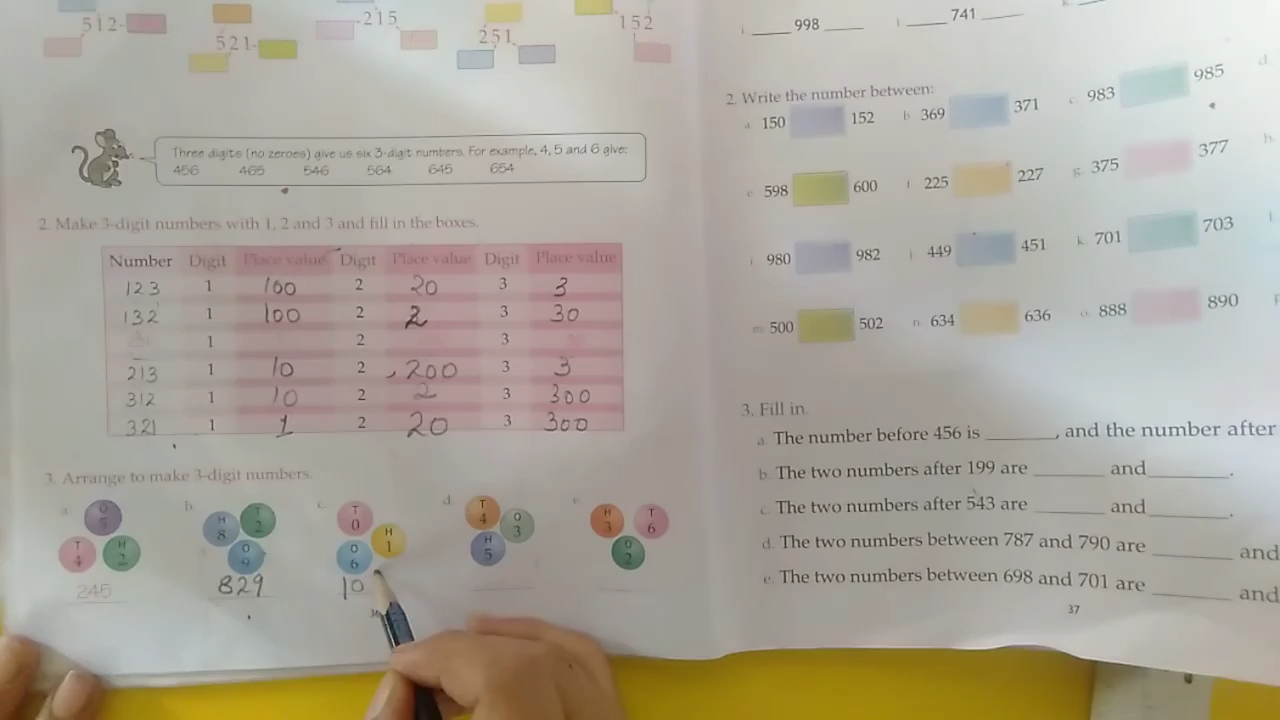 512-
521-
-215
251
152
Three digits (no zeroes) give us six 3-digit numbers. For example, 4, 5 and 6 give:
456 465 546 564 645 654
2. Make 3-digit numbers with 1, 2 and 3 and fill in the boxes.
Number Digit Place value Digit Place value Digit Place value
123 1 100 2 20 3 3
132 1 100 2 2 3 30
1 2 3
213 1 10 2 200 3 3
312 1 10 2 2 3 300
321 1 1 2 20 3 300
3. Arrange to make 3-digit numbers.
a. O 5 T 4 H 2
245
b. H 8 T 2 O 9
829
c. T 0 H 1 O 6
10
d. T 4 O 3 H 5
e. H 3 T 6 O 2
36
____ 998 ____ ____ 741 ____
2. Write the number between:
a. 150 152 b. 369 371 c. 983 985 d.
e. 598 600 f. 225 227 g. 375 377 h.
i. 980 982 j. 449 451 k. 701 703
m. 500 502 n. 634 636 o. 888 890
3. Fill in.
a. The number before 456 is ______, and the number after
b. The two numbers after 199 are ______ and ______.
c. The two numbers after 543 are ______ and ______.
d. The two numbers between 787 and 790 are ______ and
e. The two numbers between 698 and 701 are ______ and
37